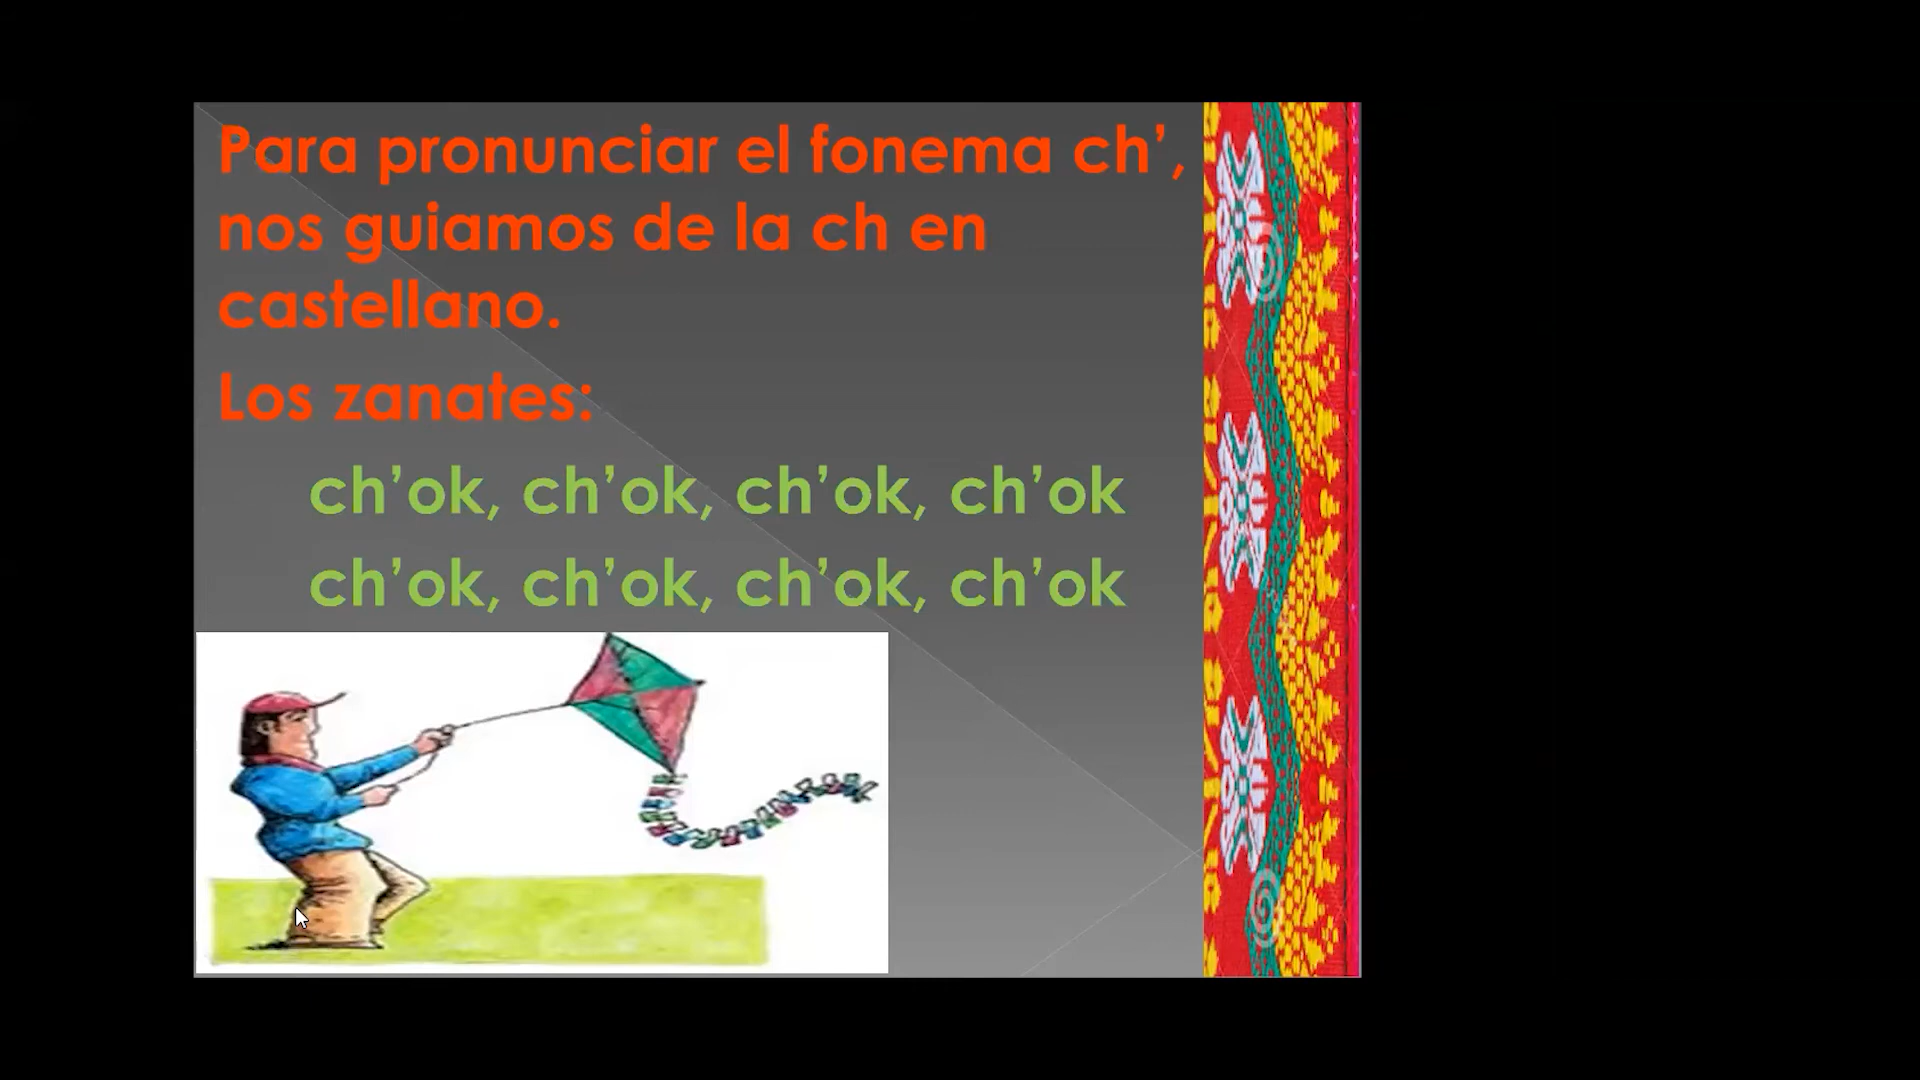 Para pronunciar el fonema ch’,
nos guiamos de la ch en
castellano.
Los zanates:
ch’ok, ch’ok, ch’ok, ch’ok
ch’ok, ch’ok, ch’ok, ch’ok